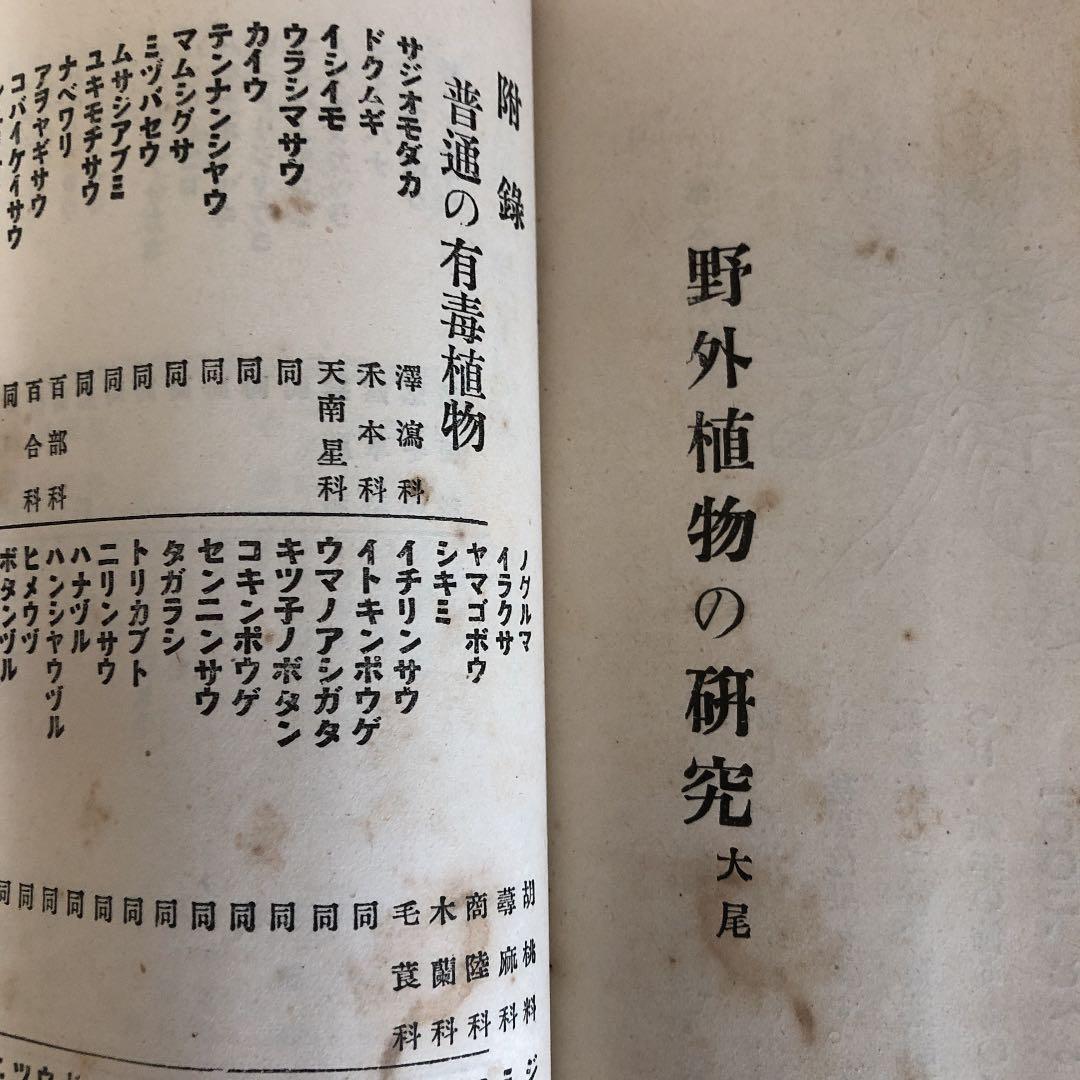 野外植物の研究 大尾
附錄
普通の有毒植物
サジオモダカ 澤瀉科
ドクムギ 禾本科
イシイモ 天南星科
ウラシマサウ 同
カイウ 同
テンナンシヤウ 同
マムシグサ 同
ミヅバセウ 同
ムサジアブミ 同
ユキモチサウ 同
ナベワリ 百部科
アヲヤギサウ 百合科
コバイケイサウ 同
ノグルマ 胡桃科
イラクサ 蕁麻科
ヤマゴボウ 商陸科
シキミ 木蘭科
イチリンサウ 毛茛科
イトキンポウゲ 同
ウマノアシガタ 同
キツ子ノボタン 同
コキンポウゲ 同
センニンサウ 同
タガラシ 同
トリカブト 同
ニリンサウ 同
ハナヅル 同
ハンシヤウヅル 同
ヒメウヅ 同
ボタンヅル 同